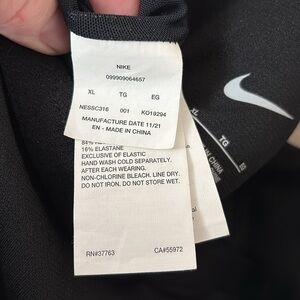 NIKE
099909064657
XL TG EG
NESSC316 001 KO19294
MANUFACTURE DATE 11/21
EN - MADE IN CHINA
16% ELASTANE
EXCLUSIVE OF ELASTIC
HAND WASH COLD SEPARATELY.
AFTER EACH WEARING.
NON-CHLORINE BLEACH. LINE DRY.
DO NOT IRON. DO NOT STORE WET.
RN#37763 CA#55972
XL TG
CHINA